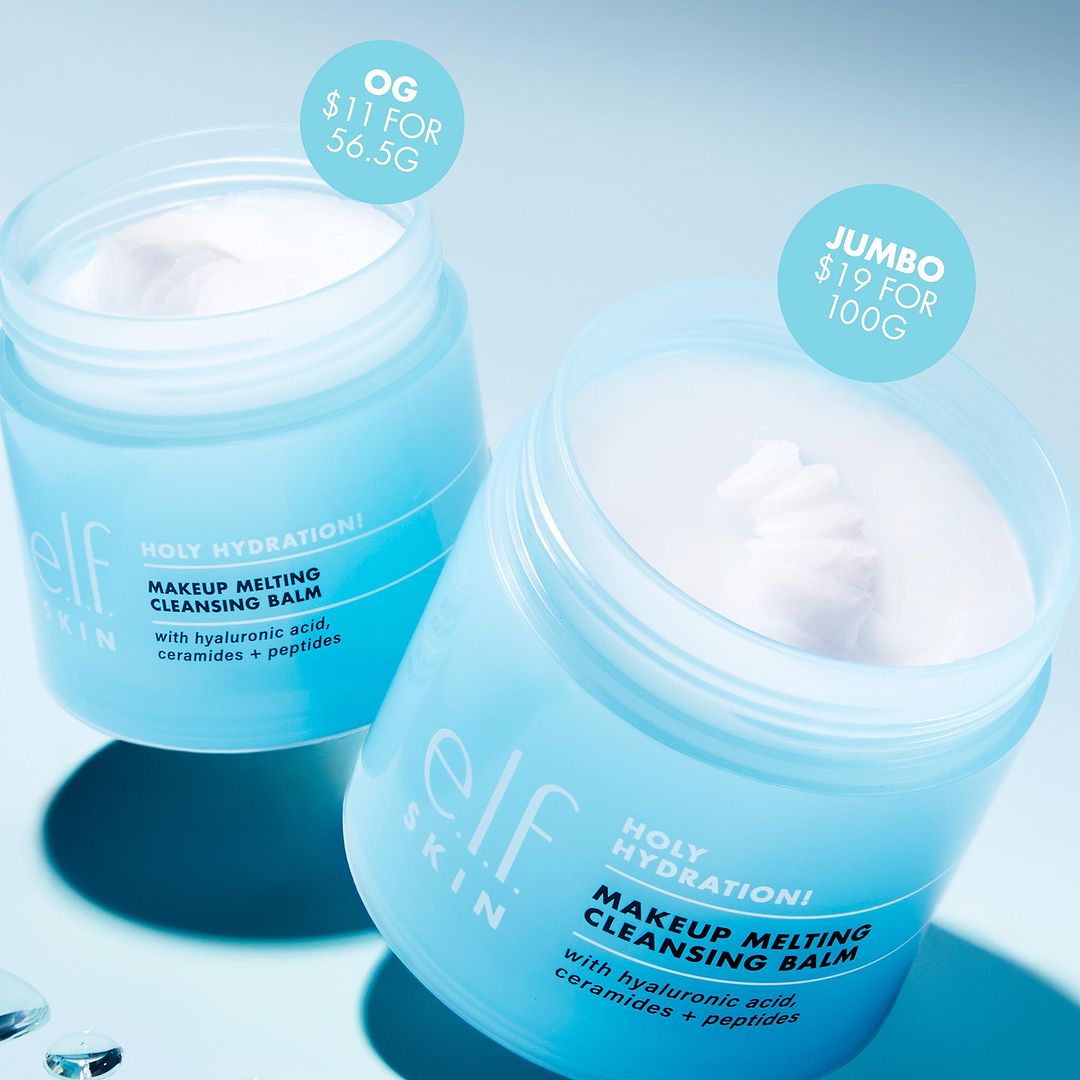 OG
$11 FOR
56.5G
JUMBO
$19 FOR
100G
e.l.f.
SKIN
HOLY HYDRATION!
MAKEUP MELTING
CLEANSING BALM
with hyaluronic acid,
ceramides + peptides
e.l.f.
SKIN
HOLY
HYDRATION!
MAKEUP MELTING
CLEANSING BALM
with hyaluronic acid,
ceramides + peptides